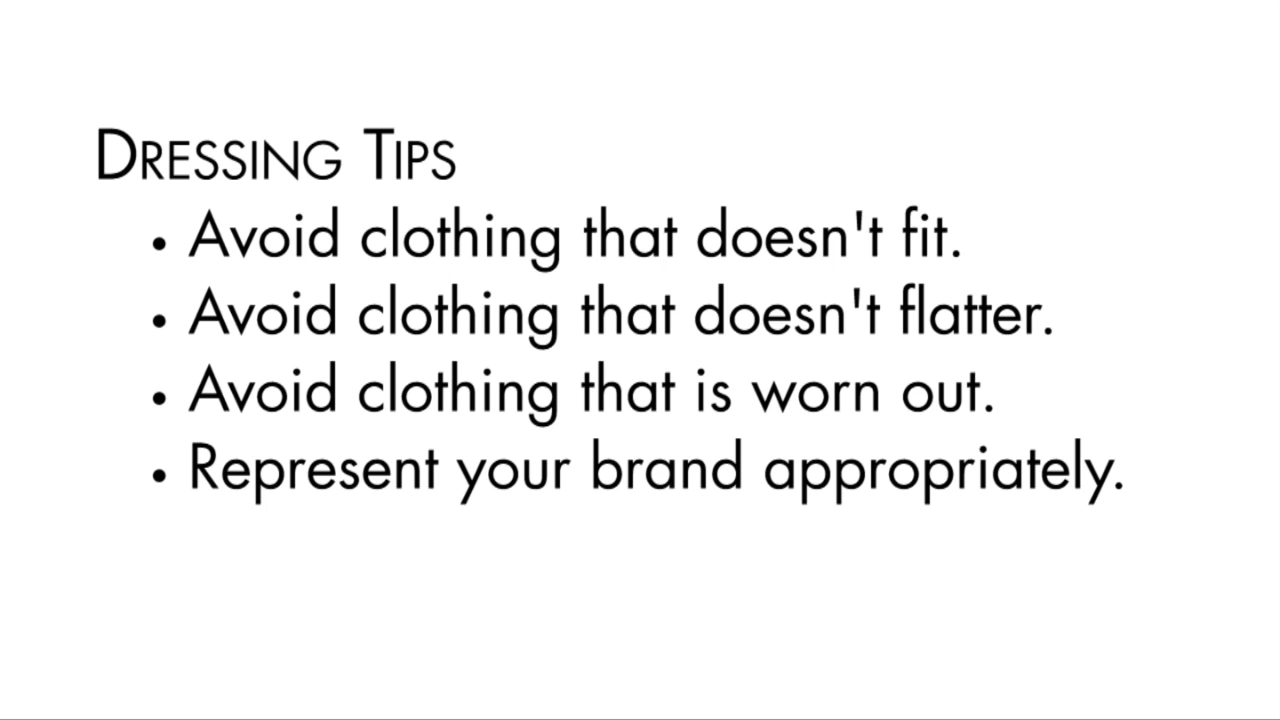 Dressing Tips
• Avoid clothing that doesn't fit.
• Avoid clothing that doesn't flatter.
• Avoid clothing that is worn out.
• Represent your brand appropriately.